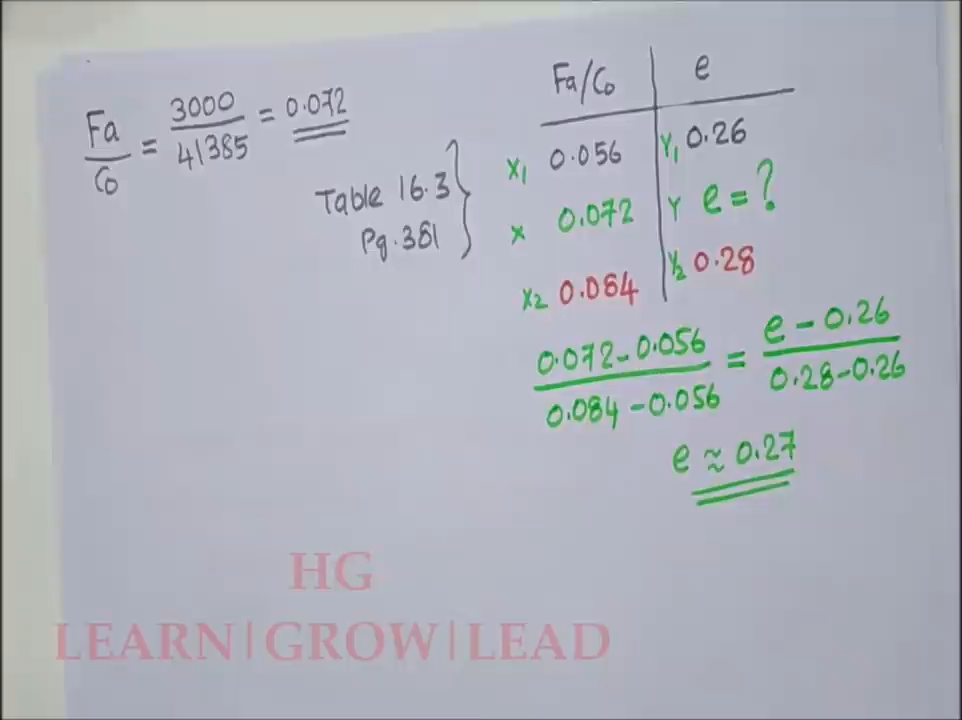 Fa/Co = 3000/41385 = 0.072
Table 16.3
Pg.381
Fa/Co e
x1 0.056 Y1 0.26
x 0.072 Y e = ?
x2 0.084 Y2 0.28
0.072-0.056/0.084-0.056 = e-0.26/0.28-0.26
e ≈ 0.27
HG
LEARN|GROW|LEAD